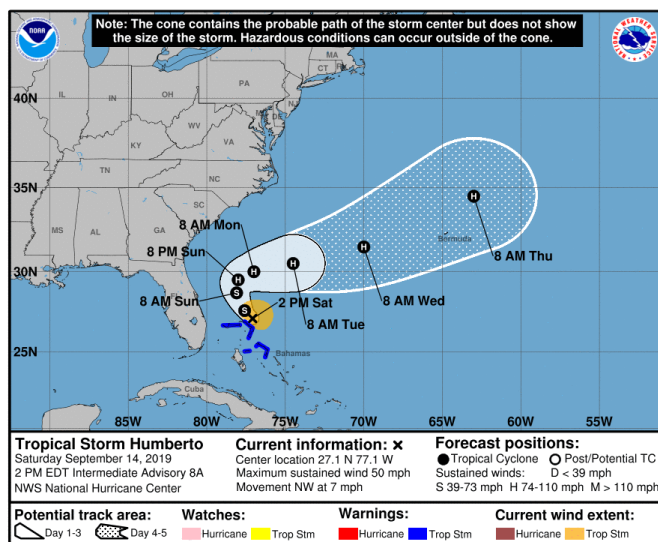 Note: The cone contains the probable path of the storm center but does not show
the size of the storm. Hazardous conditions can occur outside of the cone.
NOAA
NATIONAL WEATHER SERVICE
MA
CT
PA
NJ
IL
IN
OH
40N
WV
VA
KY
TN
NC
35N
SC
MS
AL
GA
8 AM Mon
8 PM Sun
H
Bermuda
8 AM Thu
H
H
H
H
30N
8 AM Sun
S
2 PM Sat
8 AM Wed
8 AM Tue
S
FL
25N
Bahamas
Cuba
85W
80W
75W
70W
65W
60W
55W
Tropical Storm Humberto
Saturday September 14, 2019
2 PM EDT Intermediate Advisory 8A
NWS National Hurricane Center
Current information: x
Center location 27.1 N 77.1 W
Maximum sustained wind 50 mph
Movement NW at 7 mph
Forecast positions:
Tropical Cyclone Post/Potential TC
Sustained winds: D < 39 mph
S 39-73 mph H 74-110 mph M > 110 mph
Potential track area:
Day 1-3 Day 4-5
Watches:
Hurricane Trop Stm
Warnings:
Hurricane Trop Stm
Current wind extent:
Hurricane Trop Stm